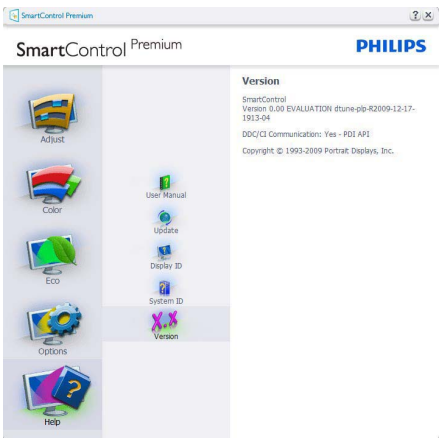 SmartControl Premium
? x
SmartControl Premium
PHILIPS
Adjust
Color
Eco
Options
Help
User Manual
Update
Display ID
System ID
X.X
Version
Version
SmartControl
Version 0.00 EVALUATION dtune-plp-R2009-12-17-
1913-04
DDC/CI Communication: Yes - PDI API
Copyright © 1993-2009 Portrait Displays, Inc.